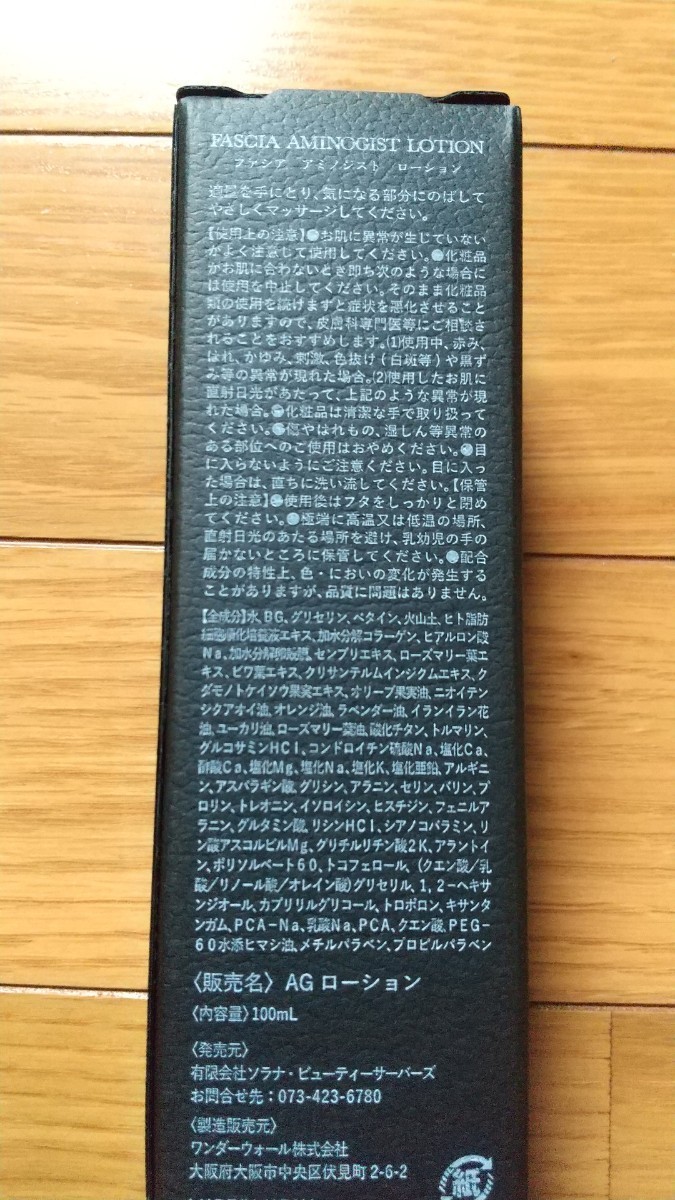 FASCIA AMINOGIST LOTION
ファシア アミノジスト ローション
適量を手にとり、気になる部分にのばして
やさしくマッサージしてください。
【使用上の注意】●お肌に異常が生じていない
かよく注意して使用してください。●化粧品
がお肌に合わないとき即ち次のような場合に
は使用を中止してください。そのまま化粧品
類の使用を続けますと症状を悪化させること
がありますので、皮膚科専門医等にご相談さ
れることをおすすめします。(1)使用中、赤み、
はれ、かゆみ、刺激、色抜け(白斑等)や黒ず
み等の異常が現れた場合。(2)使用したお肌に
直射日光があたって、上記のような異常が現
れた場合。●化粧品は清潔な手で取り扱って
ください。●傷やはれもの、湿しん等異常の
ある部位へのご使用はおやめください。●目
に入らないようにご注意ください。目に入っ
た場合は、直ちに洗い流してください。【保管
上の注意】●使用後はフタをしっかりと閉め
てください。●極端に高温又は低温の場所、
直射日光のあたる場所を避け、乳幼児の手の
届かないところに保管してください。●配合
成分の特性上、色・においの変化が発生する
ことがありますが、品質に問題はありません。
【全成分】水、BG、グリセリン、ベタイン、火山土、ヒト脂肪
細胞順化培養液エキス、加水分解コラーゲン、ヒアルロン酸
Na、加水分解卵殻膜、センブリエキス、ローズマリー葉エ
キス、ビワ葉エキス、クリサンテルムインジクムエキス、ク
ダモノトケイソウ果実エキス、オリーブ果実油、ニオイテン
ジクアオイ油、オレンジ油、ラベンダー油、イランイラン花
油、ユーカリ油、ローズマリー葉油、酸化チタン、トルマリン、
グルコサミンHCl、コンドロイチン硫酸Na、塩化Ca、
酢酸Ca、塩化Mg、塩化Na、塩化K、塩化亜鉛、アルギニ
ン、アスパラギン酸、グリシン、アラニン、セリン、バリン、プ
ロリン、トレオニン、イソロイシン、ヒスチジン、フェニルア
ラニン、グルタミン酸、リシンHCl、シアノコバラミン、リ
ン酸アスコルビルMg、グリチルリチン酸2K、アラントイ
ン、ポリソルベート60、トコフェロール、(クエン酸/乳
酸/リノール酸/オレイン酸)グリセリル、1,2-ヘキサ
ンジオール、カプリリルグリコール、トロポロン、キサンタ
ンガム、PCA-Na、乳酸Na、PCA、クエン酸、PEG-
60水添ヒマシ油、メチルパラベン、プロピルパラベン
〈販売名〉AG ローション
〈内容量〉100mL
〈発売元〉
有限会社ソラナ・ビューティーサーバーズ
お問合せ先：073-423-6780
〈製造販売元〉
ワンダーウォール株式会社
大阪府大阪市中央区伏見町2-6-2
紙